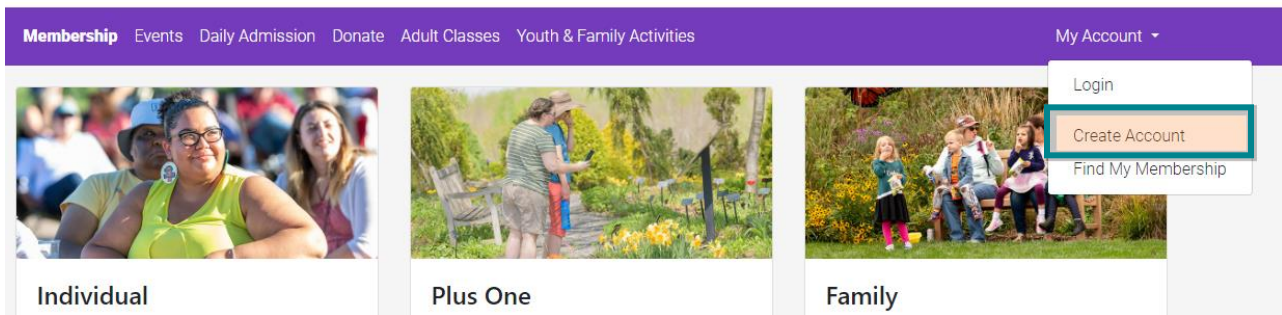 Membership Events Daily Admission Donate Adult Classes Youth & Family Activities My Account
Login
Create Account
Find My Membership
Individual Plus One Family